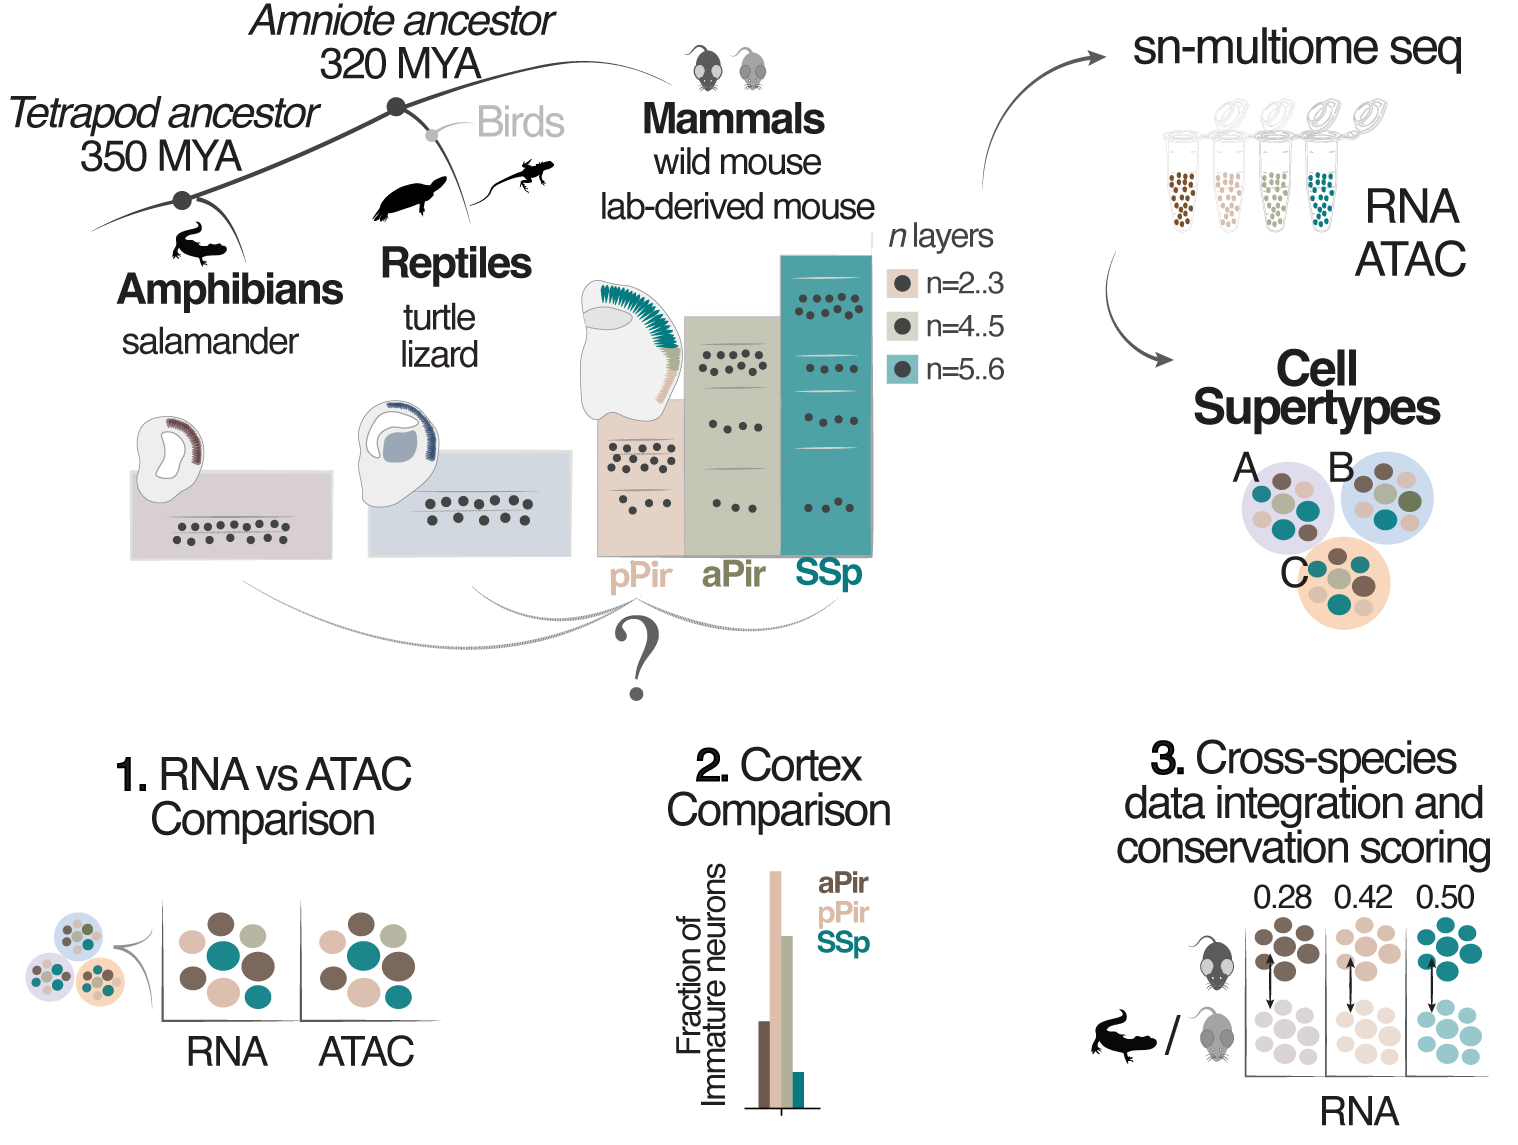 Amniote ancestor
320 MYA
Tetrapod ancestor
350 MYA
Birds
Amphibians
salamander
Reptiles
turtle
lizard
Mammals
wild mouse
lab-derived mouse
n layers
n=2..3
n=4..5
n=5..6
pPir
aPir
SSp
?
sn-multiome seq
RNA
ATAC
Cell
Supertypes
A
B
C
1. RNA vs ATAC
Comparison
RNA
ATAC
2. Cortex
Comparison
Fraction of
Immature neurons
aPir
pPir
SSp
3. Cross-species
data integration and
conservation scoring
0.28
0.42
0.50
/
RNA